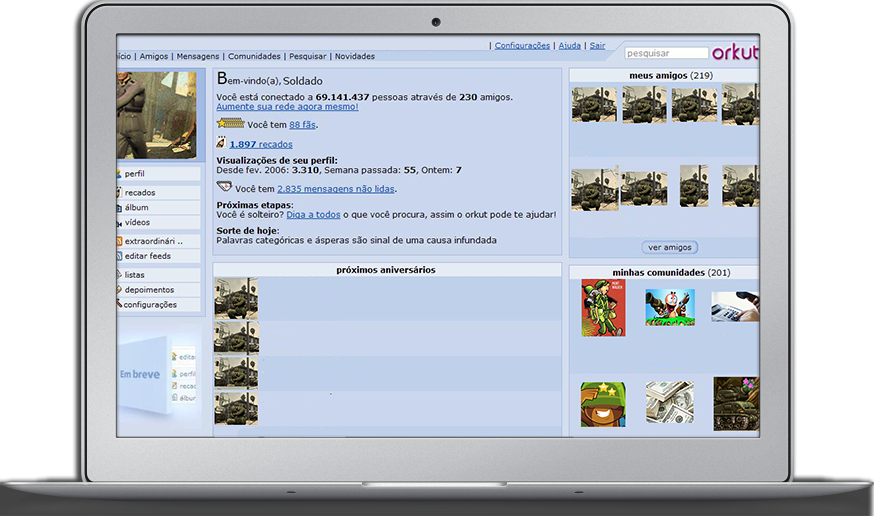 | Configurações | Ajuda | Sair
pesquisar
orkut
ício | Amigos | Mensagens | Comunidades | Pesquisar | Novidades
Bem-vindo(a), Soldado
Você está conectado a 69.141.437 pessoas através de 230 amigos.
Aumente sua rede agora mesmo!
Você tem 88 fãs.
1.897 recados
Visualizações de seu perfil:
Desde fev. 2006: 3.310, Semana passada: 55, Ontem: 7
Você tem 2.835 mensagens não lidas.
Próximas etapas:
Você é solteiro? Diga a todos o que você procura, assim o orkut pode te ajudar!
Sorte de hoje:
Palavras categóricas e ásperas são sinal de uma causa infundada
próximos aniversários
perfil
recados
álbum
vídeos
extraordinári ..
editar feeds
listas
depoimentos
configurações
Em breve
edita
perfil
recad
álbur
meus amigos (219)
ver amigos
minhas comunidades (201)